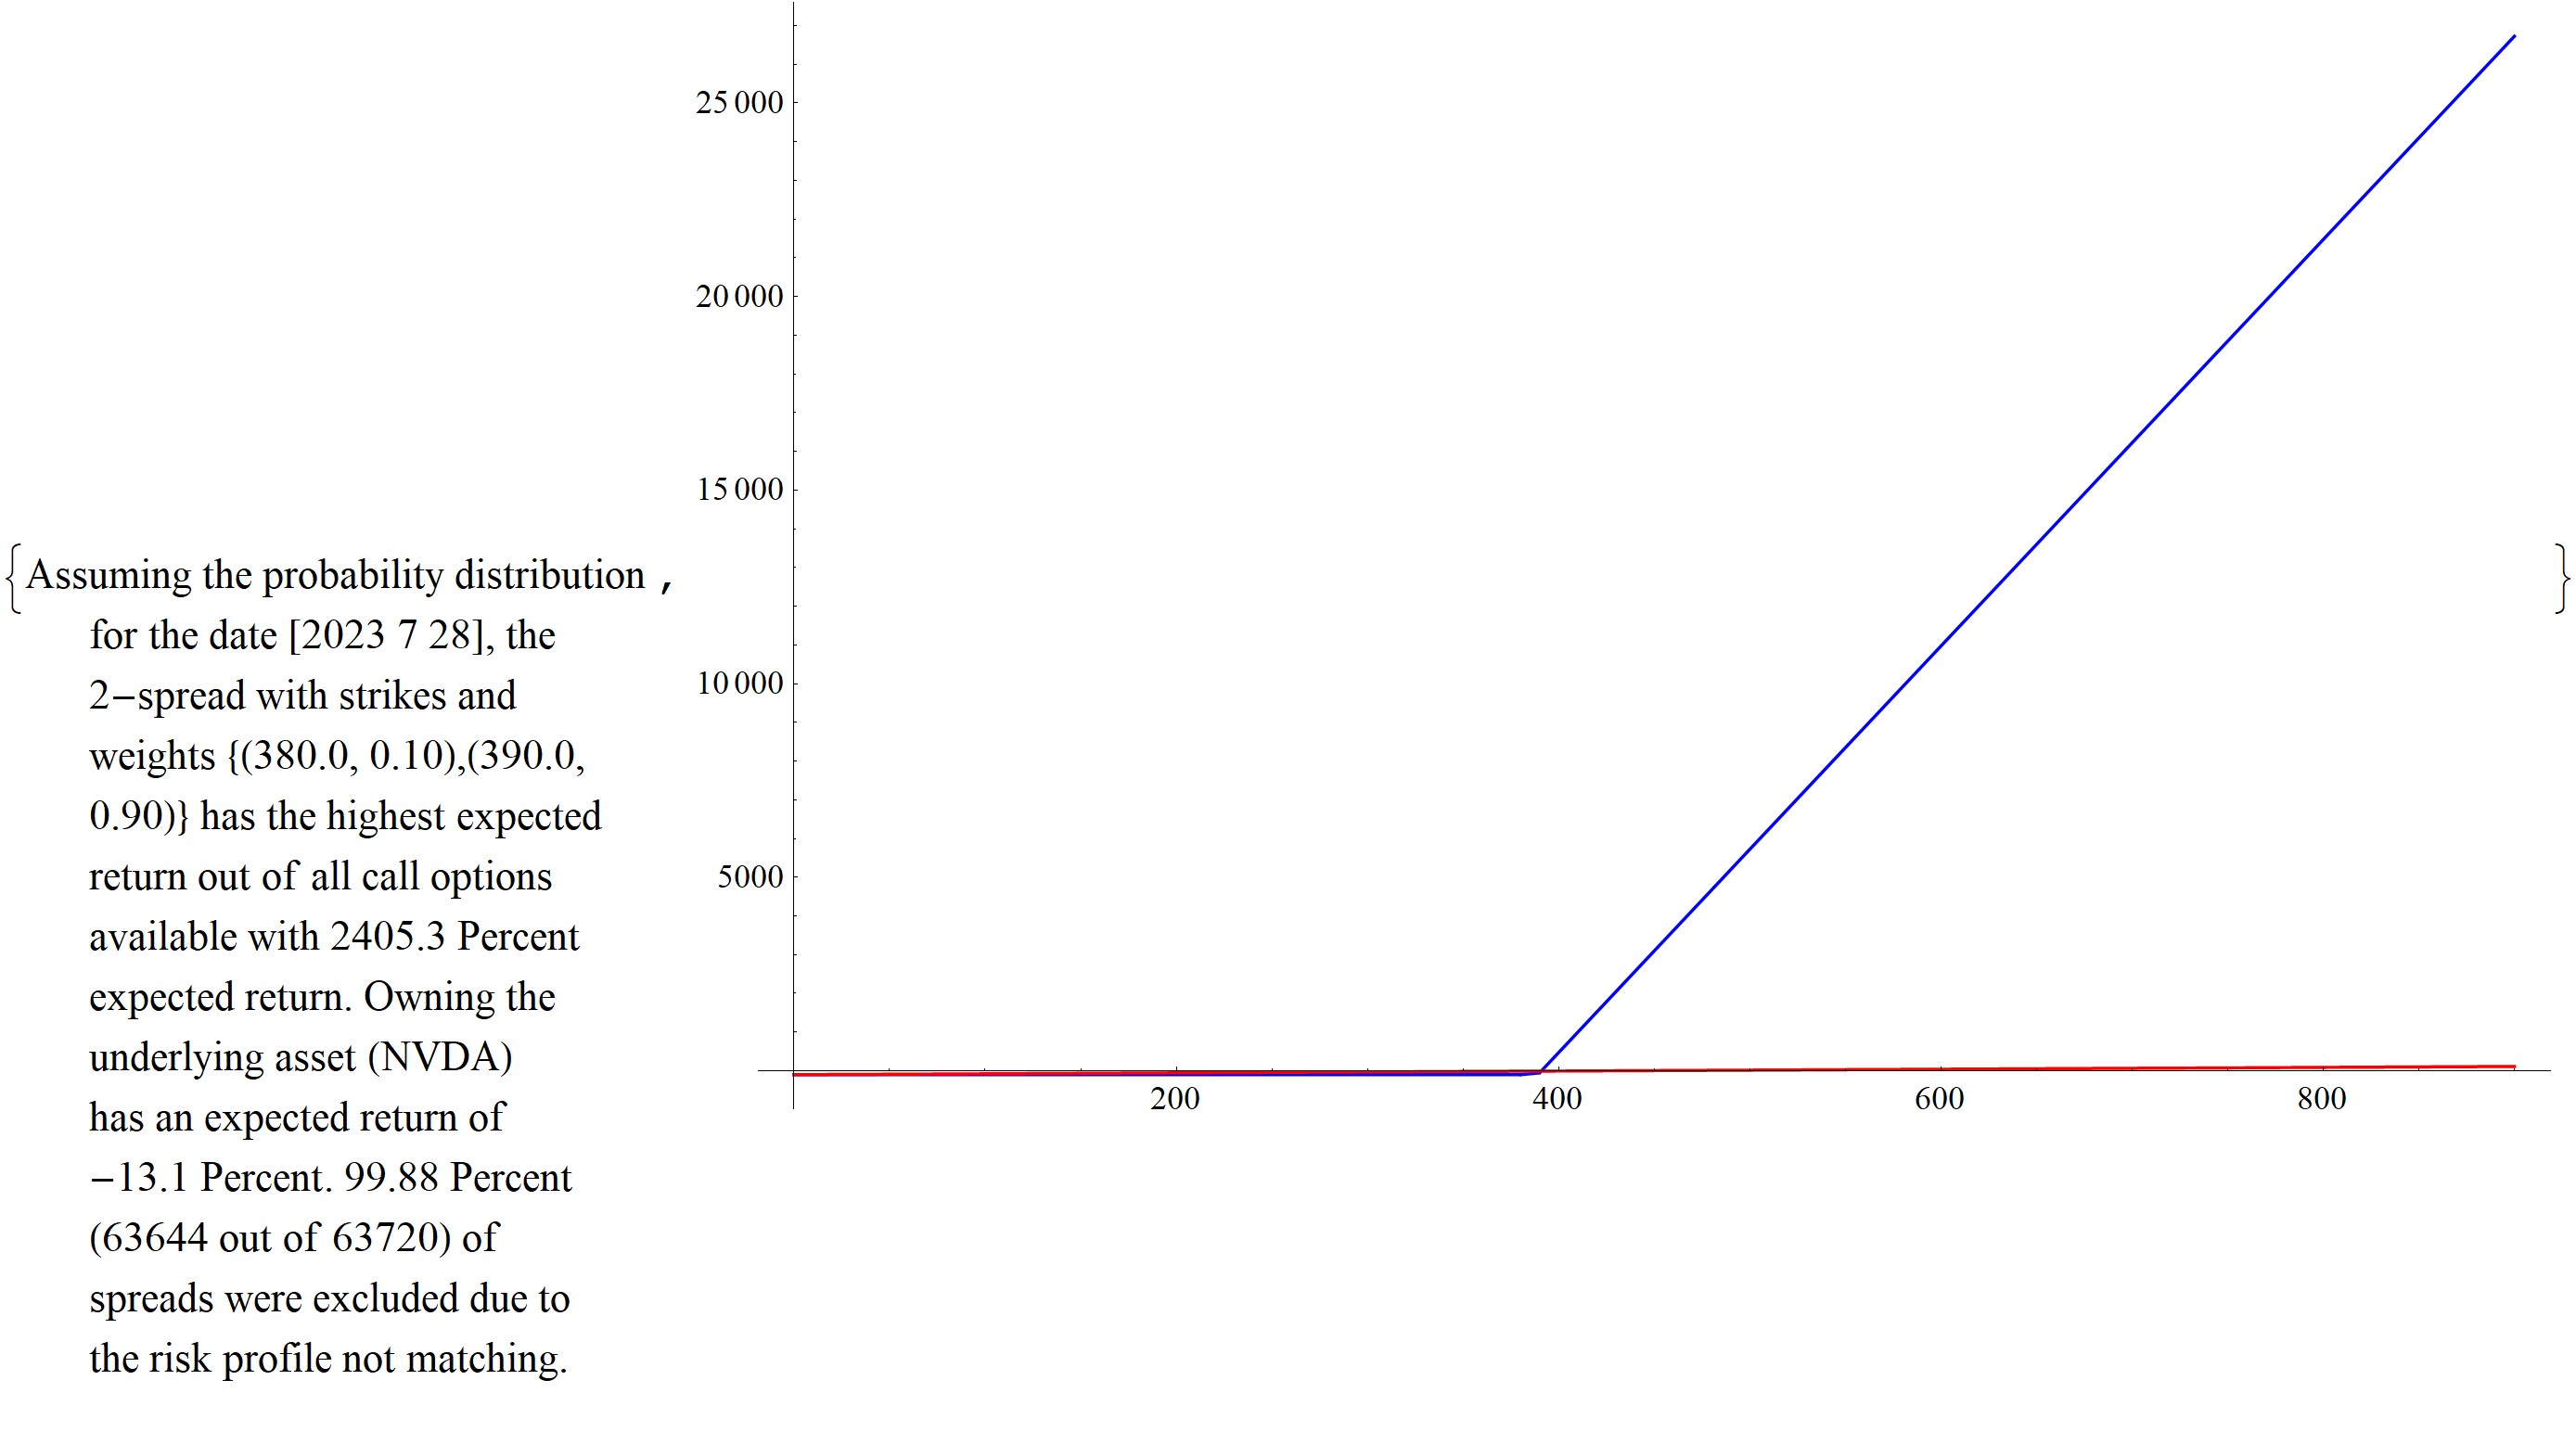 {Assuming the probability distribution ,
for the date [2023 7 28], the
2−spread with strikes and
weights {(380.0, 0.10),(390.0,
0.90)} has the highest expected
return out of all call options
available with 2405.3 Percent
expected return. Owning the
underlying asset (NVDA)
has an expected return of
−13.1 Percent. 99.88 Percent
(63644 out of 63720) of
spreads were excluded due to
the risk profile not matching.
25 000
20 000
15 000
10 000
5000
200 400 600 800
}